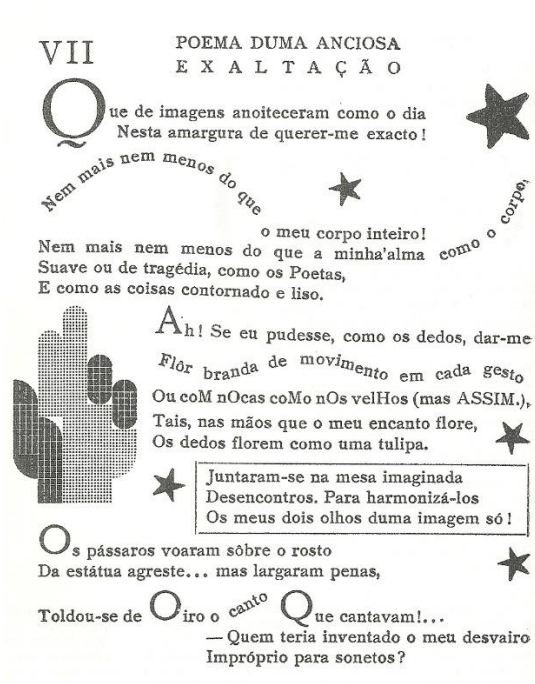 VII
POEMA DUMA ANCIOSA
EXALTAÇÃO
Que de imagens anoiteceram como o dia
Nesta amargura de querer-me exacto!
Nem mais nem menos do que
o meu corpo inteiro!
Nem mais nem menos do que a minha'alma como o corpo,
Suave ou de tragédia, como os Poetas,
E como as coisas contornado e liso.
Ah! Se eu pudesse, como os dedos, dar-me
Flôr branda de movimento em cada gesto
Ou coM nOcas coMo nOs velHos (mas ASSIM.),
Tais, nas mãos que o meu encanto flore,
Os dedos florem como uma tulipa.
Juntaram-se na mesa imaginada
Desencontros. Para harmonizá-los
Os meus dois olhos duma imagem só!
Os pássaros voaram sôbre o rosto
Da estátua agreste... mas largaram penas,
Toldou-se de Oiro o canto Que cantavam!...
— Quem teria inventado o meu desvairo
Impróprio para sonetos?